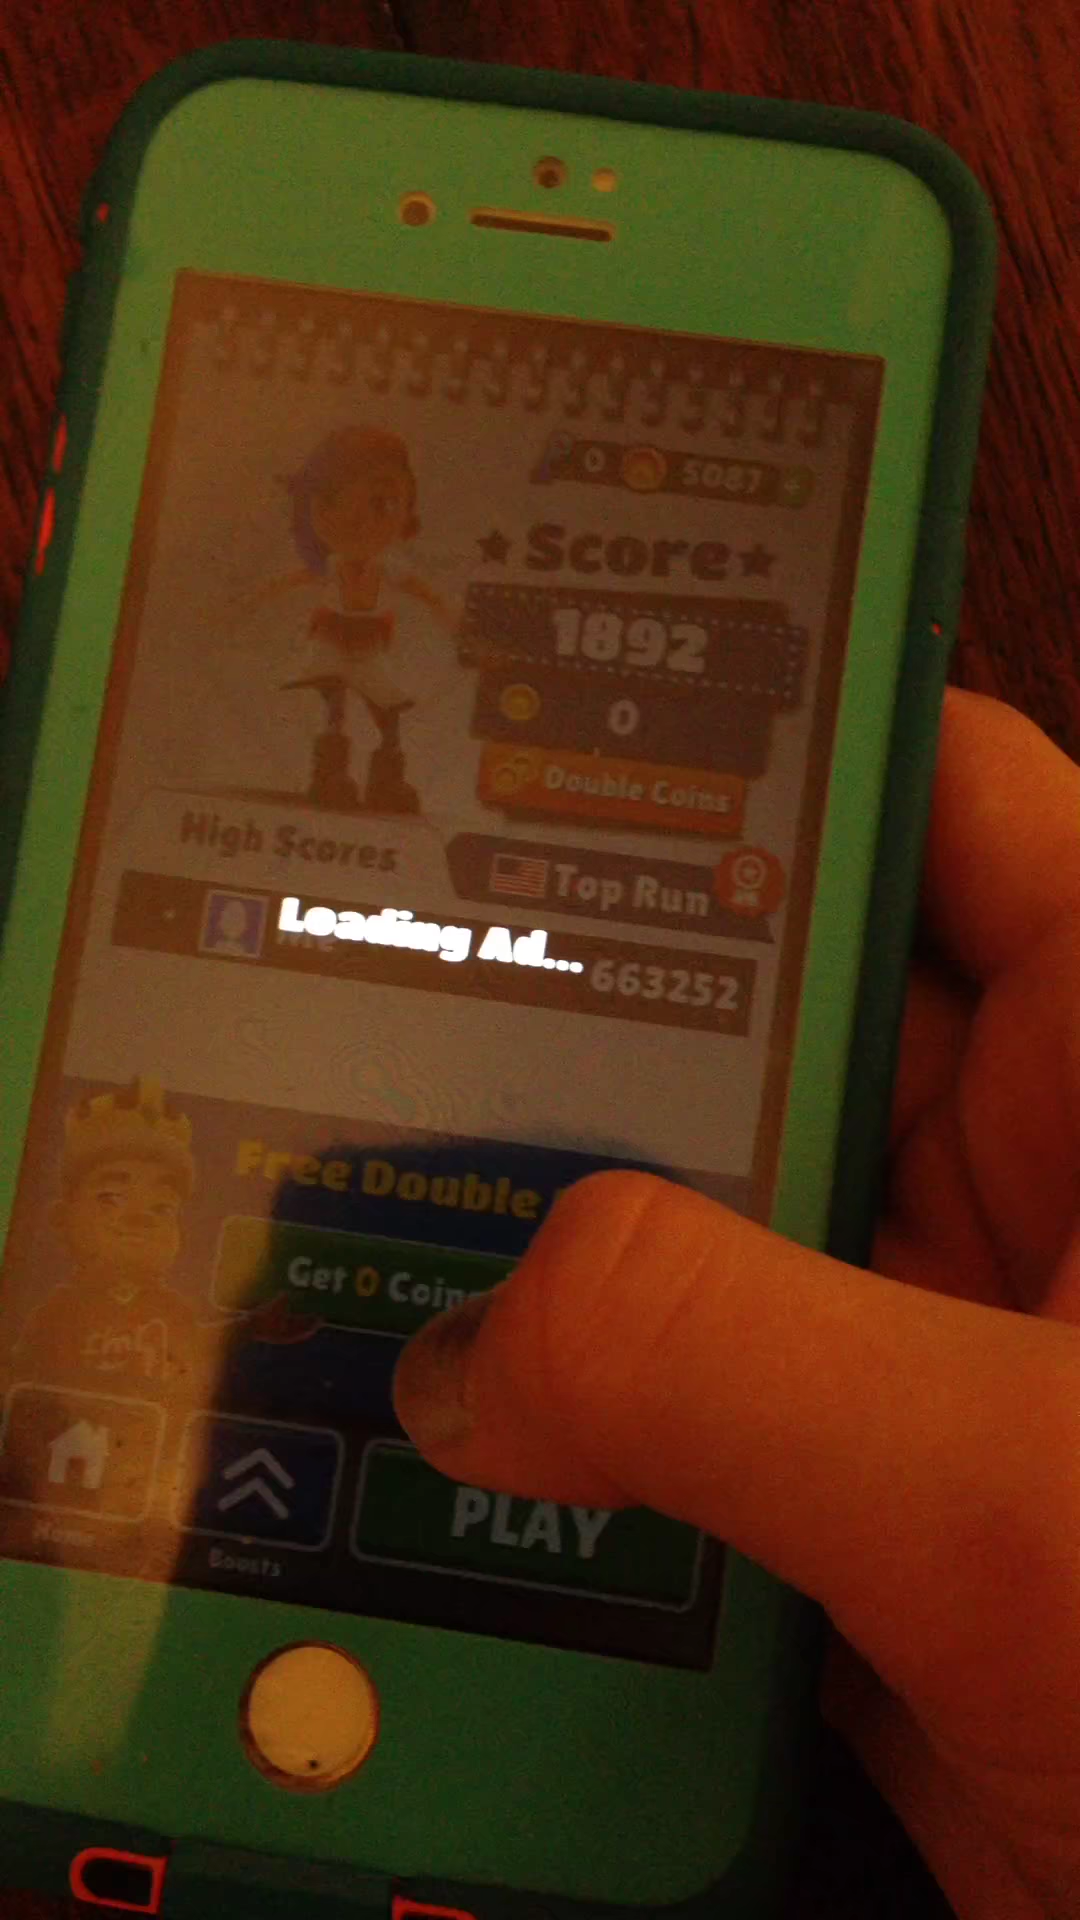 0 5087 +
Score
1892
0
Double Coins
High Scores
Top Run
Loading Ad...
663252
Free Double
Get 0 Coins
Home
Boosts
PLAY